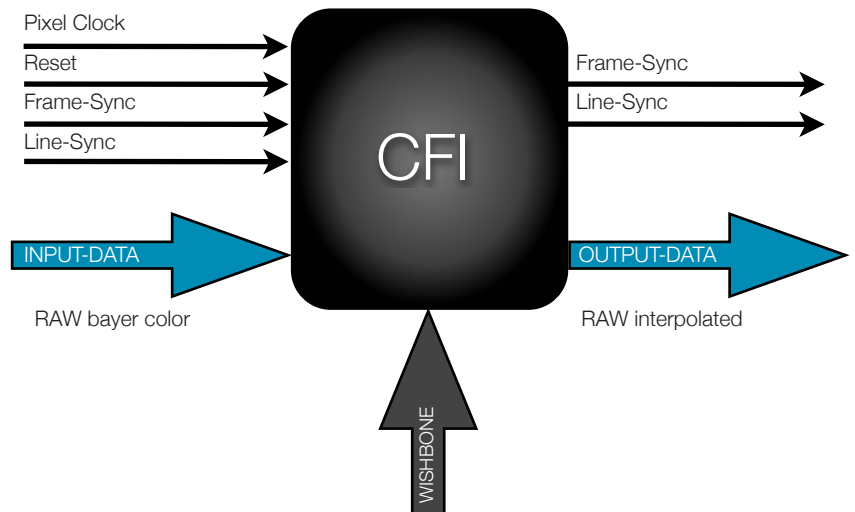 Pixel Clock
Reset
Frame-Sync
Line-Sync
Frame-Sync
Line-Sync
CFI
INPUT-DATA
OUTPUT-DATA
RAW bayer color
RAW interpolated
WISHBONE